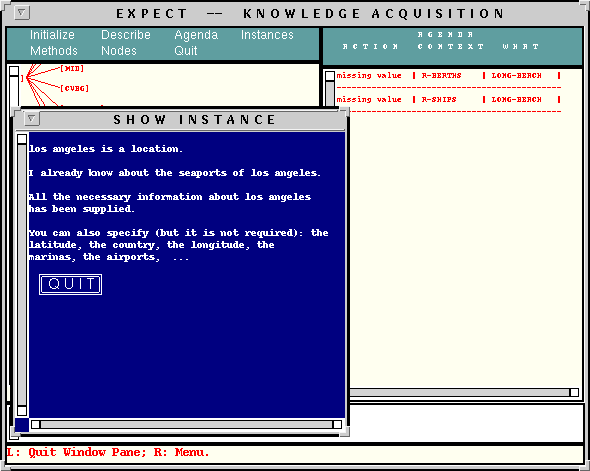 EXPECT -- KNOWLEDGE ACQUISITION
Initialize Describe Agenda Instances
Methods Nodes Quit
AGENDA
ACTION CONTEXT WHAT
[MID]
[CVBG]
missing value | R-BERTHS | LONG-BEACH |
missing value | R-SHIPS | LONG-BEACH |
SHOW INSTANCE
los angeles is a location.
I already know about the seaports of los angeles.
All the necessary information about los angeles
has been supplied.
You can also specify (but it is not required): the
latitude, the country, the longitude, the
marinas, the airports, ...
QUIT
L: Quit Window Pane; R: Menu.